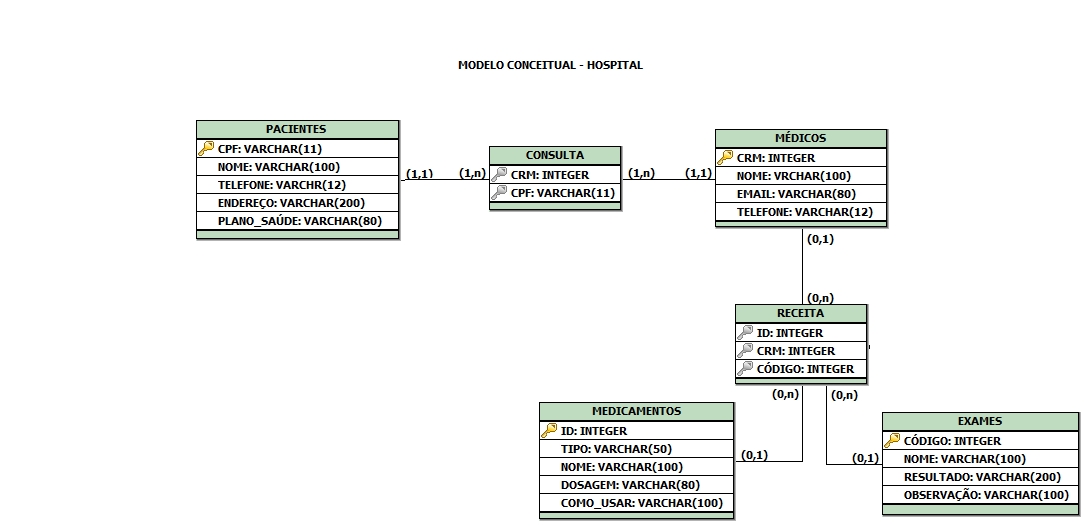 MODELO CONCEITUAL - HOSPITAL
PACIENTES
CPF: VARCHAR(11)
NOME: VARCHAR(100)
TELEFONE: VARCHR(12)
ENDEREÇO: VARCHAR(200)
PLANO_SAÚDE: VARCHAR(80)
(1,1)
(1,n)
CONSULTA
CRM: INTEGER
CPF: VARCHAR(11)
(1,n)
(1,1)
MÉDICOS
CRM: INTEGER
NOME: VRCHAR(100)
EMAIL: VARCHAR(80)
TELEFONE: VARCHAR(12)
(0,1)
(0,n)
RECEITA
ID: INTEGER
CRM: INTEGER
CÓDIGO: INTEGER
(0,n)
(0,n)
MEDICAMENTOS
ID: INTEGER
TIPO: VARCHAR(50)
NOME: VARCHAR(100)
DOSAGEM: VARCHAR(80)
COMO_USAR: VARCHAR(100)
(0,1)
(0,1)
EXAMES
CÓDIGO: INTEGER
NOME: VARCHAR(100)
RESULTADO: VARCHAR(200)
OBSERVAÇÃO: VARCHAR(100)